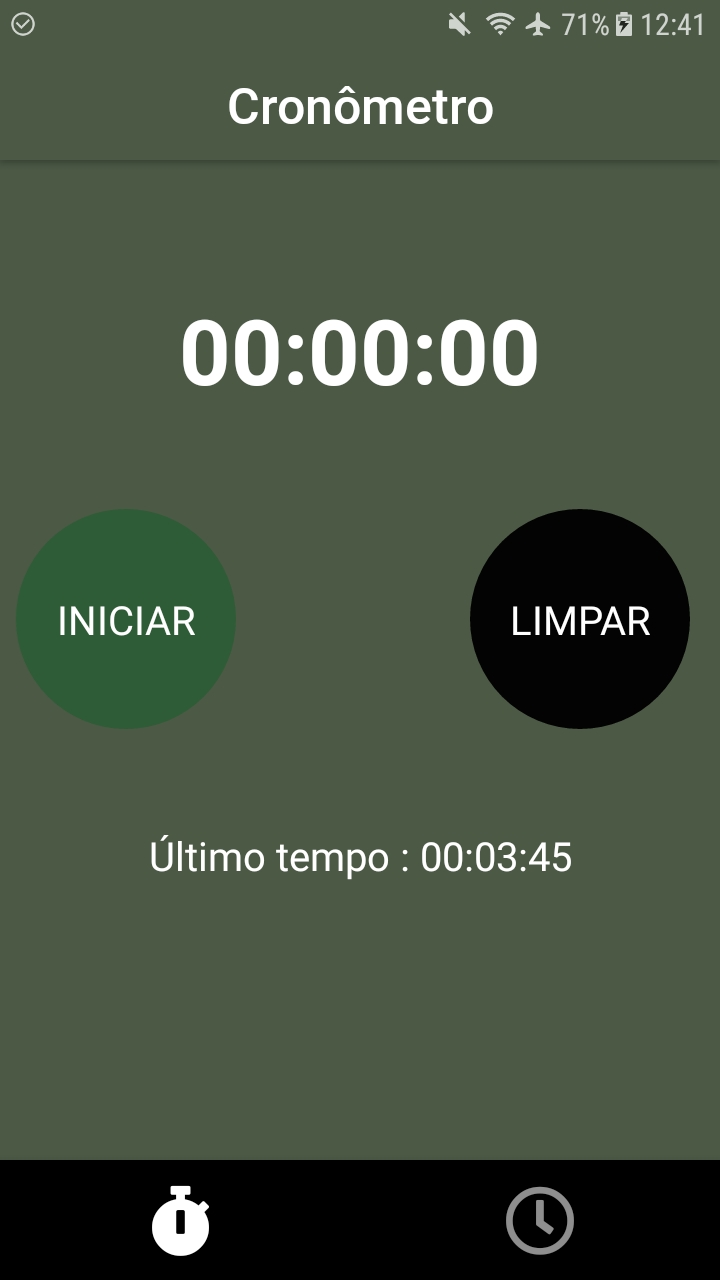 71% 12:41
Cronômetro
00:00:00
INICIAR LIMPAR
Último tempo : 00:03:45